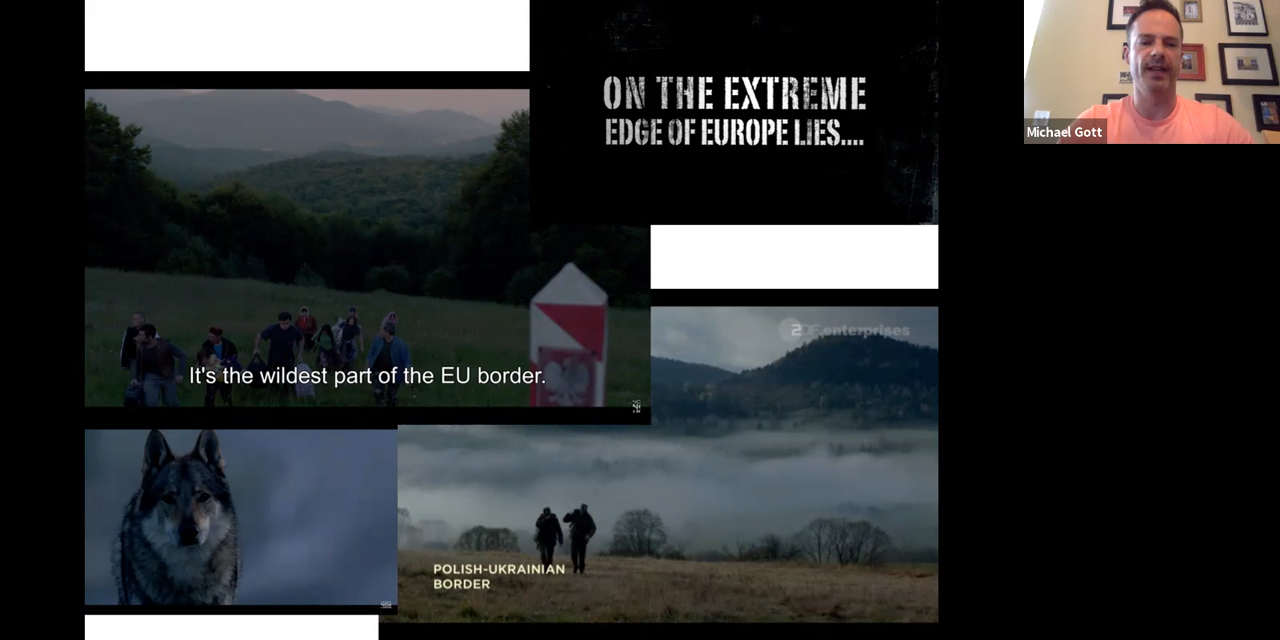 ON THE EXTREME
EDGE OF EUROPE LIES....
Michael Gott
It's the wildest part of the EU border.
ZDF.enterprises
POLISH-UKRAINIAN
BORDER